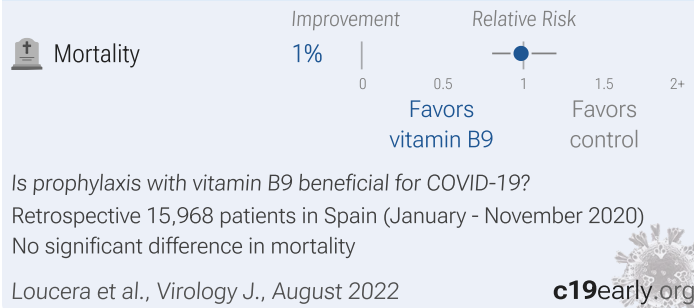 Improvement Relative Risk
Mortality 1%
0 0.5 1 1.5 2+
Favors vitamin B9 Favors control
Is prophylaxis with vitamin B9 beneficial for COVID-19?
Retrospective 15,968 patients in Spain (January - November 2020)
No significant difference in mortality
Loucera et al., Virology J., August 2022 c19early.org